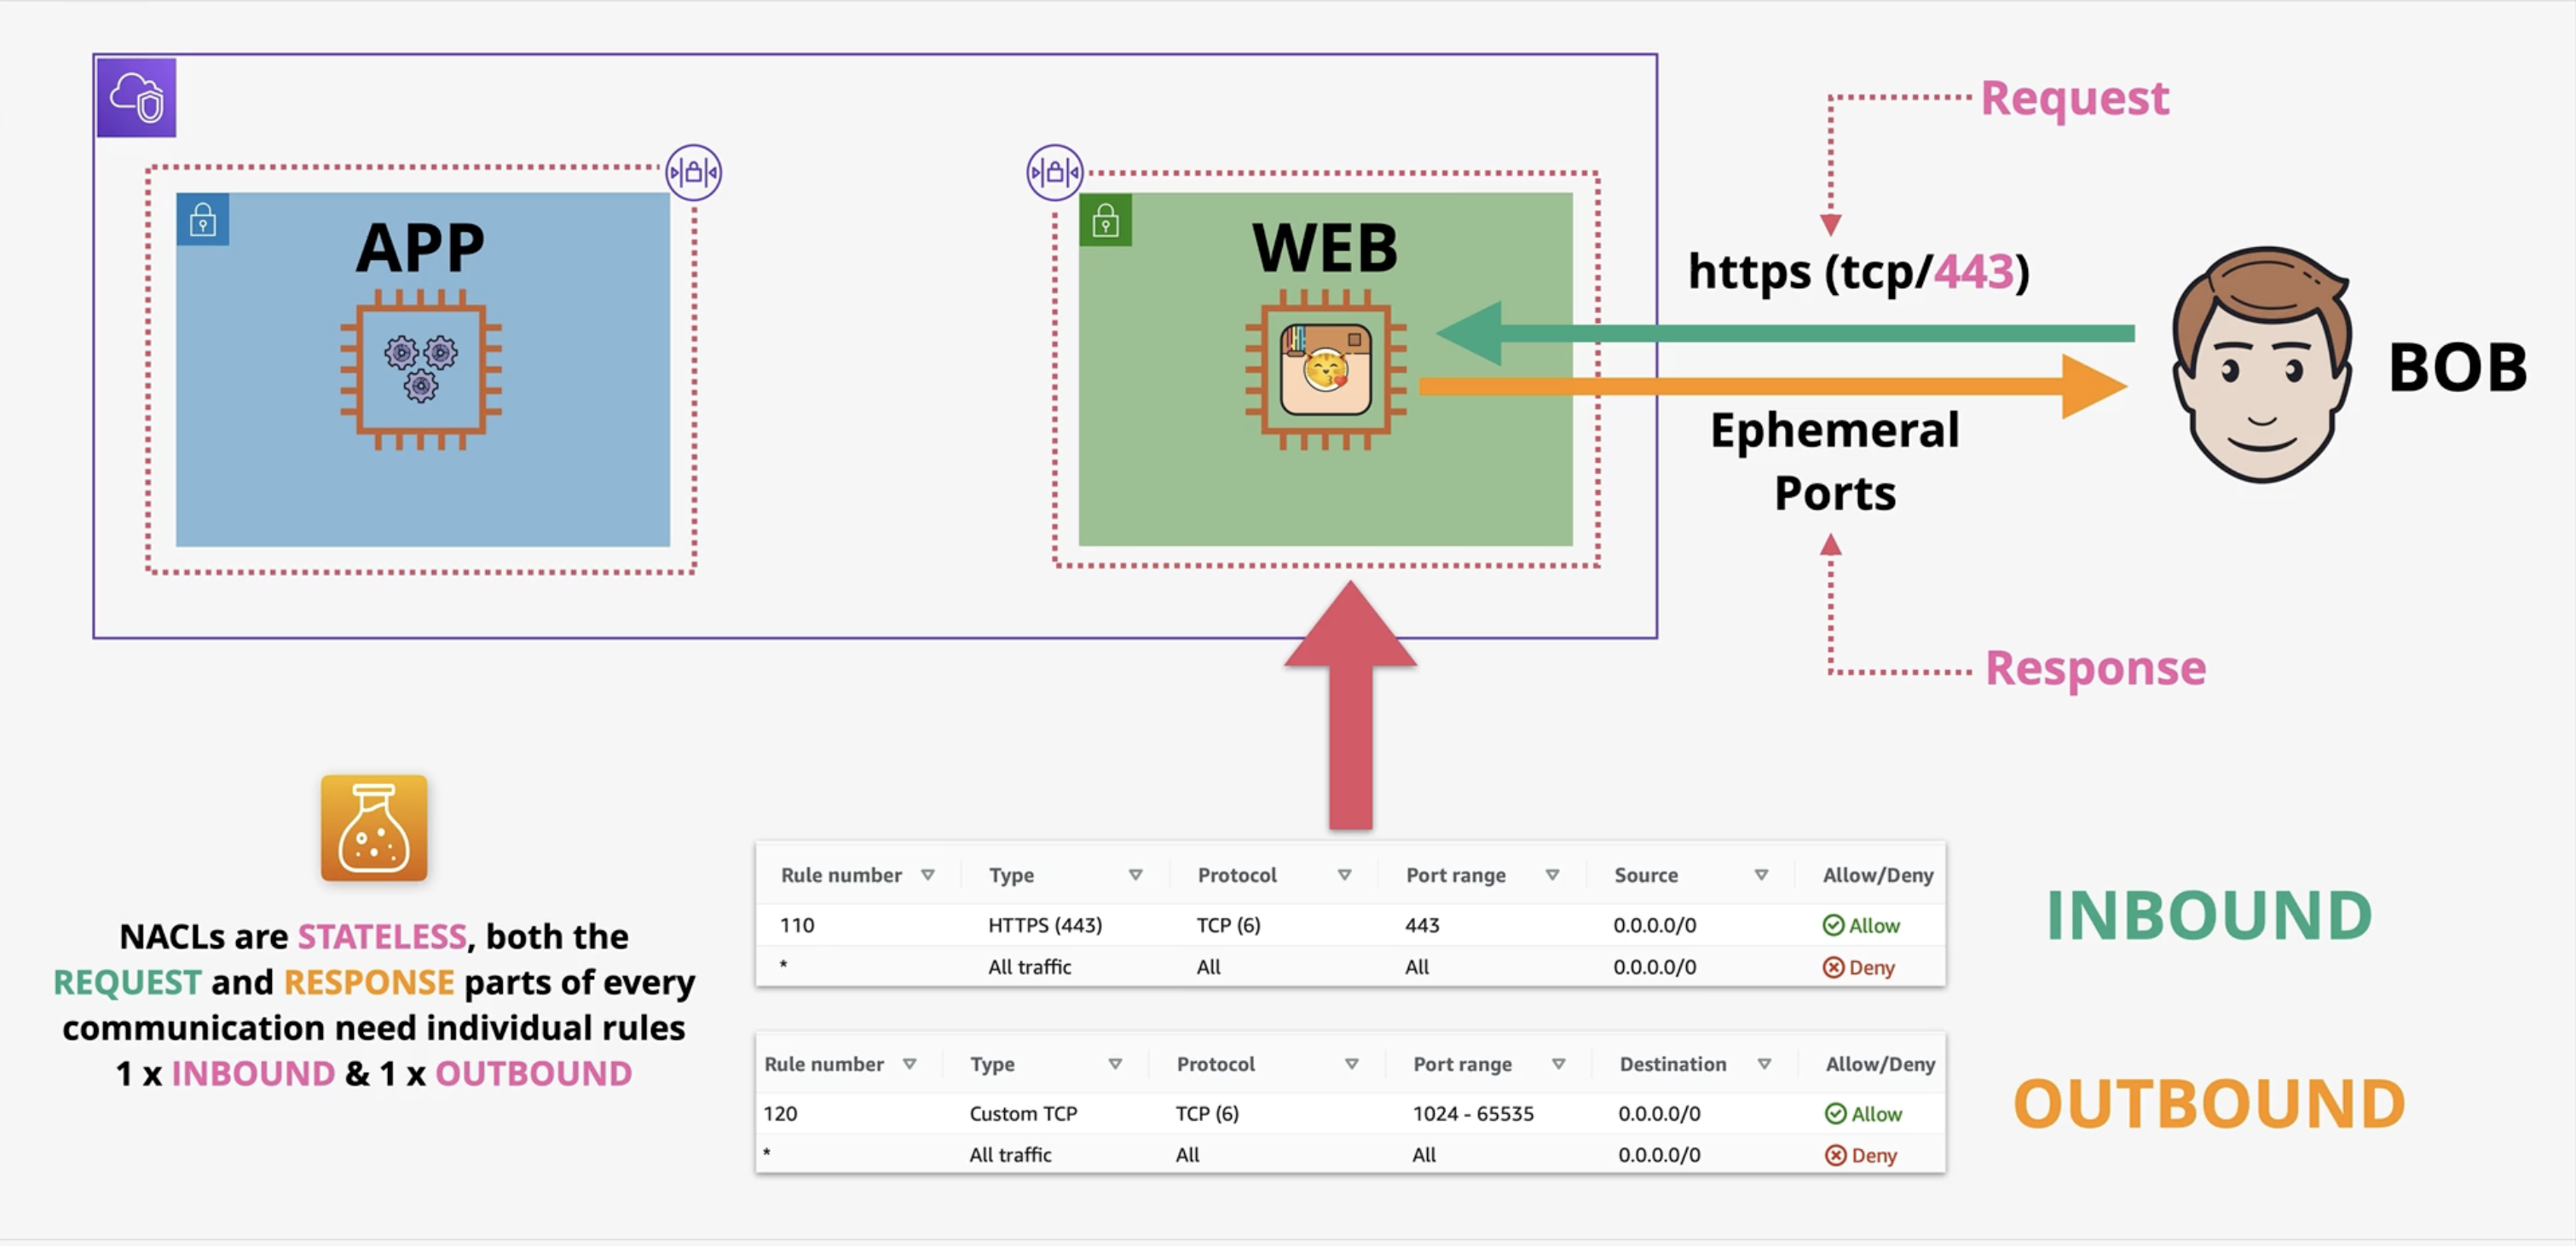 Request
APP
WEB
https (tcp/443)
BOB
Ephemeral
Ports
Response
NACLs are STATELESS, both the
REQUEST and RESPONSE parts of every
communication need individual rules
1 x INBOUND & 1 x OUTBOUND
Rule number Type Protocol Port range Source Allow/Deny
110 HTTPS (443) TCP (6) 443 0.0.0.0/0 Allow
* All traffic All All 0.0.0.0/0 Deny
INBOUND
Rule number Type Protocol Port range Destination Allow/Deny
120 Custom TCP TCP (6) 1024 - 65535 0.0.0.0/0 Allow
* All traffic All All 0.0.0.0/0 Deny
OUTBOUND